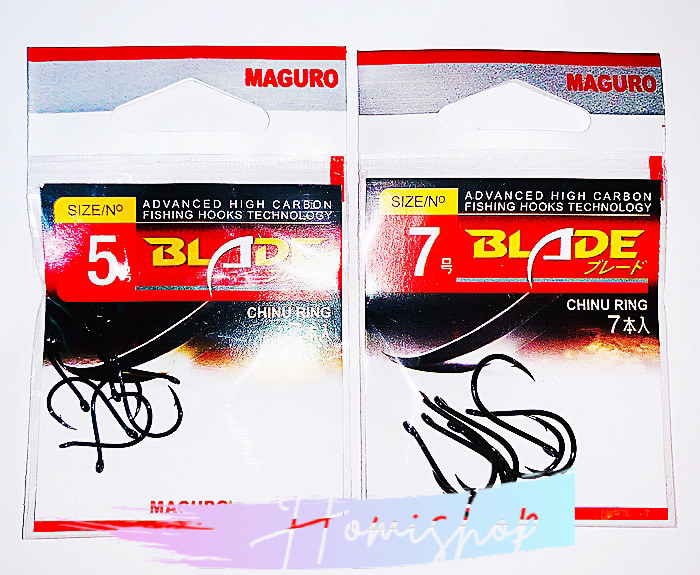 MAGURO
SIZE/Nº
ADVANCED HIGH CARBON
FISHING HOOKS TECHNOLOGY
5
BLADE
CHINU RING
MAGURO
MAGURO
SIZE/Nº
ADVANCED HIGH CARBON
FISHING HOOKS TECHNOLOGY
7号
BLADE
ブレード
CHINU RING
7本入
Homishop